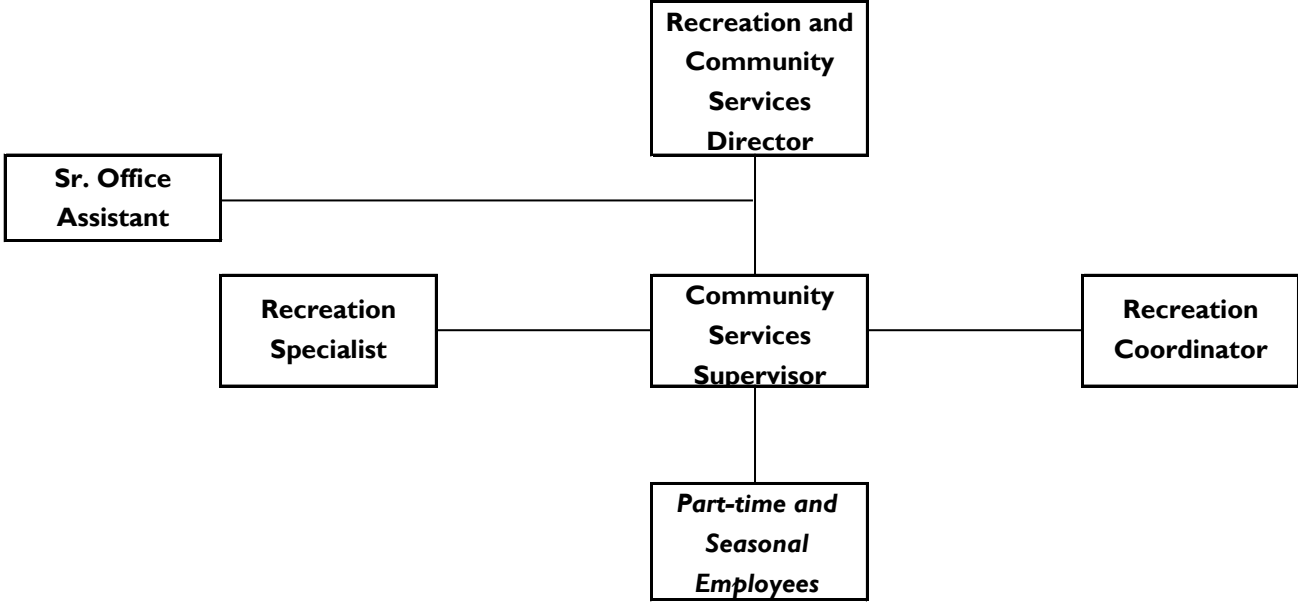 Recreation and
Community
Services
Director
Sr. Office
Assistant
Recreation
Specialist
Community
Services
Supervisor
Recreation
Coordinator
Part-time and
Seasonal
Employees